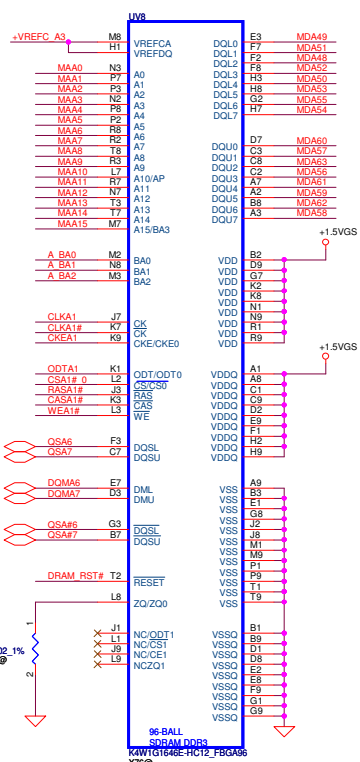 UV8
+VREFC_A3 M8 VREFCA E3 MDA49 DQL0
H1 VREFDQ F7 MDA51 DQL1
F2 MDA48 DQL2
MAA0 N3 A0 F8 MDA52 DQL3
MAA1 P7 A1 H3 MDA50 DQL4
MAA2 P3 A2 H8 MDA53 DQL5
MAA3 N2 A3 G2 MDA55 DQL6
MAA4 P8 A4 H7 MDA54 DQL7
MAA5 P2 A5
MAA6 R8 A6
MAA7 R2 A7 D7 MDA60 DQU0
MAA8 T8 A8 C3 MDA57 DQU1
MAA9 R3 A9 C8 MDA63 DQU2
MAA10 L7 A10/AP C2 MDA56 DQU3
MAA11 R7 A11 A7 MDA61 DQU4
MAA12 N7 A12 A2 MDA59 DQU5
MAA13 T3 A13 B8 MDA62 DQU6
MAA14 T7 A14 A3 MDA58 DQU7
MAA15 M7 A15/BA3
+1.5VGS
A_BA0 M2 BA0 B2 VDD
A_BA1 N8 BA1 D9 VDD
A_BA2 M3 BA2 G7 VDD
K2 VDD
K8 VDD
N1 VDD
CLKA1 J7 CK N9 VDD
CLKA1# K7 CK R1 VDD
CKEA1 K9 CKE/CKE0 R9 VDD
+1.5VGS
ODTA1 K1 ODT/ODT0 A1 VDDQ
CSA1#_0 L2 CS/CS0 A8 VDDQ
RASA1# J3 RAS C1 VDDQ
CASA1# K3 CAS C9 VDDQ
WEA1# L3 WE D2 VDDQ
E9 VDDQ
F1 VDDQ
QSA6 F3 DQSL H2 VDDQ
QSA7 C7 DQSU H9 VDDQ
DQMA6 E7 DML A9 VSS
DQMA7 D3 DMU B3 VSS
E1 VSS
G8 VSS
QSA#6 G3 DQSL J2 VSS
QSA#7 B7 DQSU J8 VSS
M1 VSS
M9 VSS
P1 VSS
DRAM_RST# T2 RESET P9 VSS
T1 VSS
L8 ZQ/ZQ0 T9 VSS
1
J1 NC/ODT1 B1 VSSQ
L1 NC/CS1 B9 VSSQ
J9 NC/CE1 D1 VSSQ
L9 NCZQ1 D8 VSSQ
02_1%
@
2
E2 VSSQ
E8 VSSQ
F9 VSSQ
G1 VSSQ
G9 VSSQ
96-BALL
SDRAM DDR3
K4W1G1646E-HC12_FBGA96
X76@